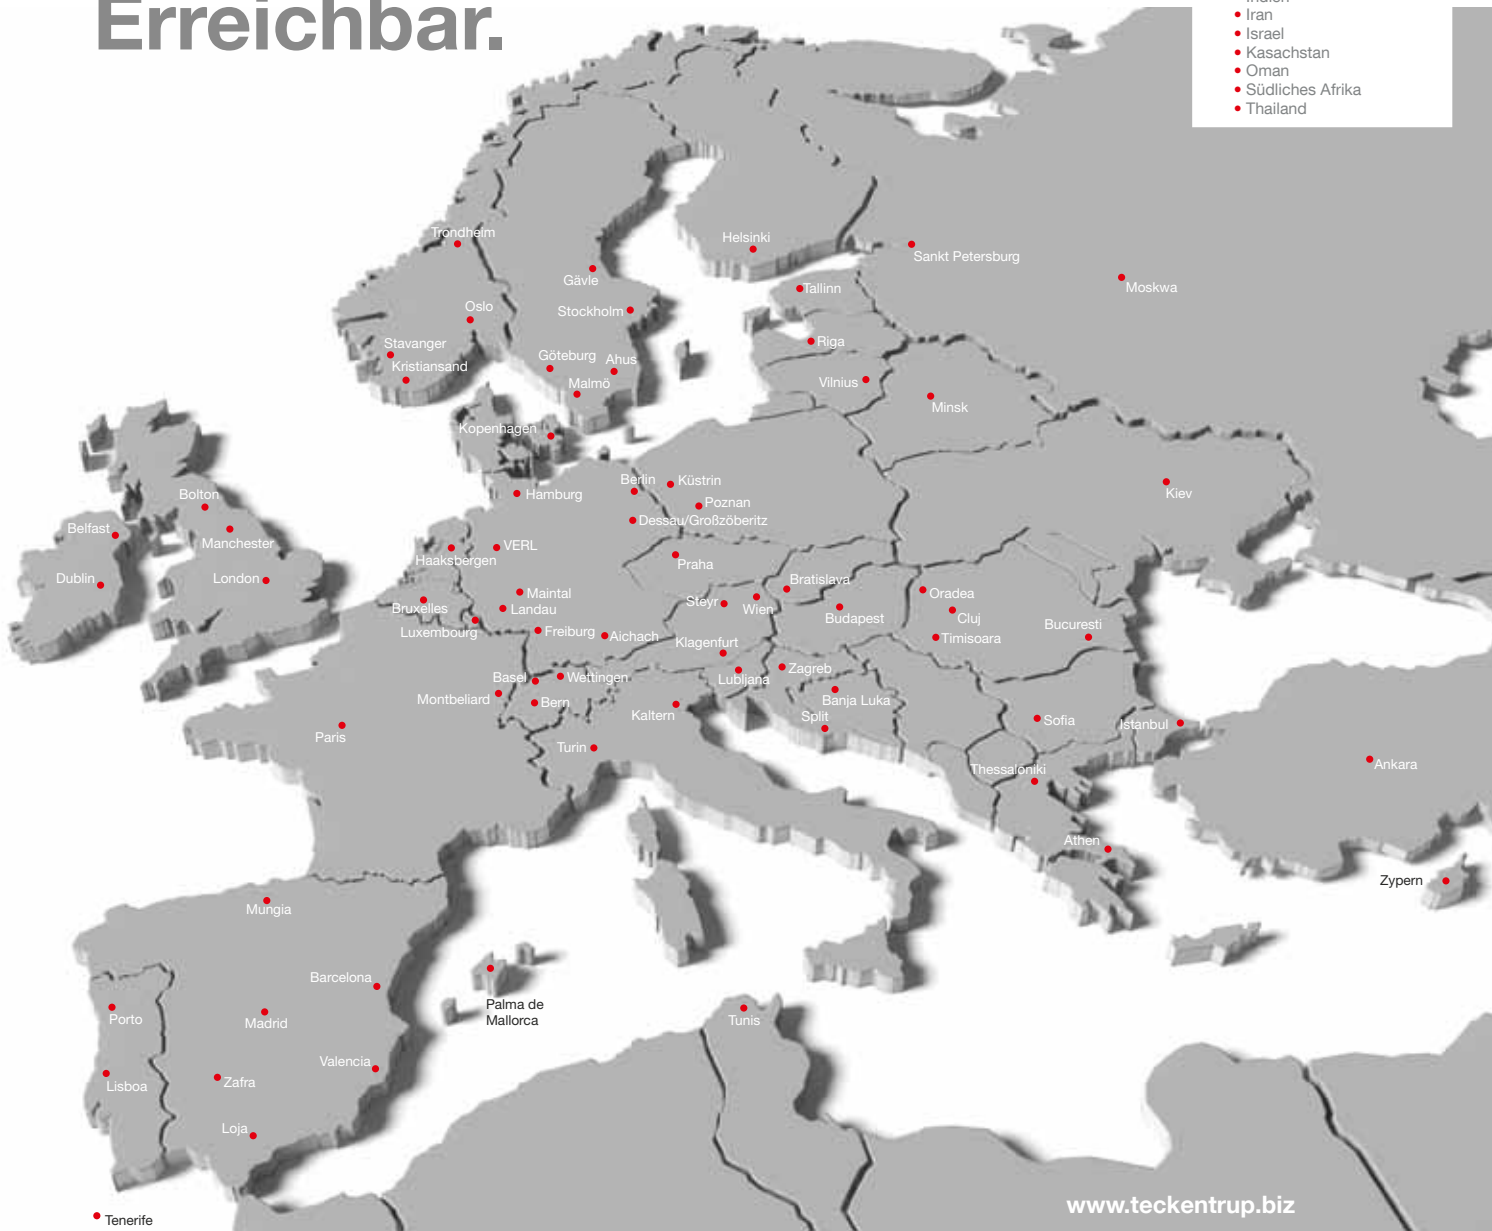 Erreichbar.
Indien
Iran
Israel
Kasachstan
Oman
Südliches Afrika
Thailand
Trondheim
Helsinki
Sankt Petersburg
Gävle
Moskwa
Tallinn
Oslo
Stockholm
Stavanger
Riga
Göteburg
Ahus
Kristiansand
Malmö
Vilnius
Minsk
Kopenhagen
Berlin
Küstrin
Bolton
Hamburg
Poznan
Kiev
Belfast
Manchester
Dessau/Großzöberitz
VERL
Haaksbergen
Praha
Dublin
London
Bratislava
Maintal
Oradea
Bruxelles
Landau
Steyr
Wien
Budapest
Cluj
Luxembourg
Freiburg
Aichach
Timisoara
Bucuresti
Klagenfurt
Basel
Wettingen
Lubljana
Zagreb
Montbeliard
Bern
Banja Luka
Kaltern
Split
Sofia
Istanbul
Paris
Turin
Thessaloniki
Ankara
Athen
Zypern
Mungia
Barcelona
Palma de
Mallorca
Porto
Madrid
Tunis
Valencia
Lisboa
Zafra
Loja
www.teckentrup.biz
Tenerife